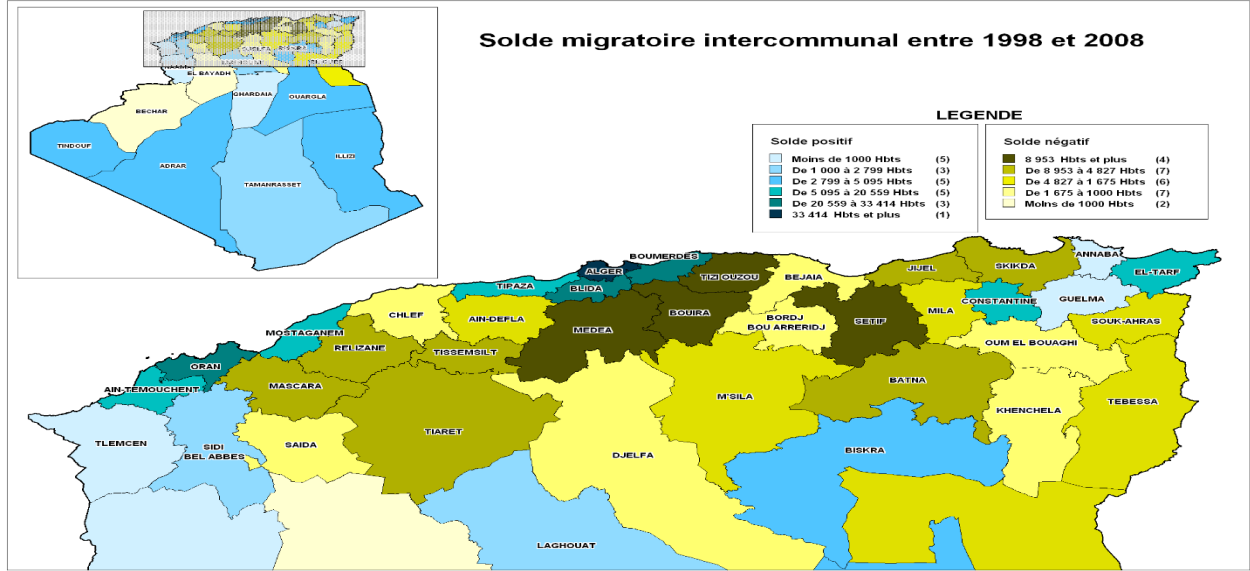 Solde migratoire intercommunal entre 1998 et 2008
LEGENDE
Solde positif
Moins de 1000 Hbts (5)
De 1 000 à 2 799 Hbts (3)
De 2 799 à 5 095 Hbts (5)
De 5 095 à 20 559 Hbts (5)
De 20 559 à 33 414 Hbts (3)
33 414 Hbts et plus (1)
Solde négatif
8 953 Hbts et plus (4)
De 8 953 à 4 827 Hbts (7)
De 4 827 à 1 675 Hbts (6)
De 1 675 à 1000 Hbts (7)
Moins de 1000 Hbts (2)
DJELFA
BISKRA
EL BAYADH
GHARDAIA
OUARGLA
BECHAR
TINDOUF
ADRAR
ILLIZI
TAMANRASSET
ALGER
BOUMERDES
TIZI OUZOU
BEJAIA
JIJEL
SKIKDA
ANNABA
EL-TARF
TIPAZA
BLIDA
CONSTANTINE
GUELMA
CHLEF
AIN-DEFLA
MEDEA
BOUIRA
BORDJ
BOU ARRERIDJ
SETIF
MILA
SOUK-AHRAS
MOSTAGANEM
RELIZANE
TISSEMSILT
OUM EL BOUAGHI
ORAN
AIN-TEMOUCHENT
MASCARA
BATNA
M'SILA
KHENCHELA
TEBESSA
TLEMCEN
SIDI
BEL ABBES
SAIDA
TIARET
DJELFA
BISKRA
LAGHOUAT